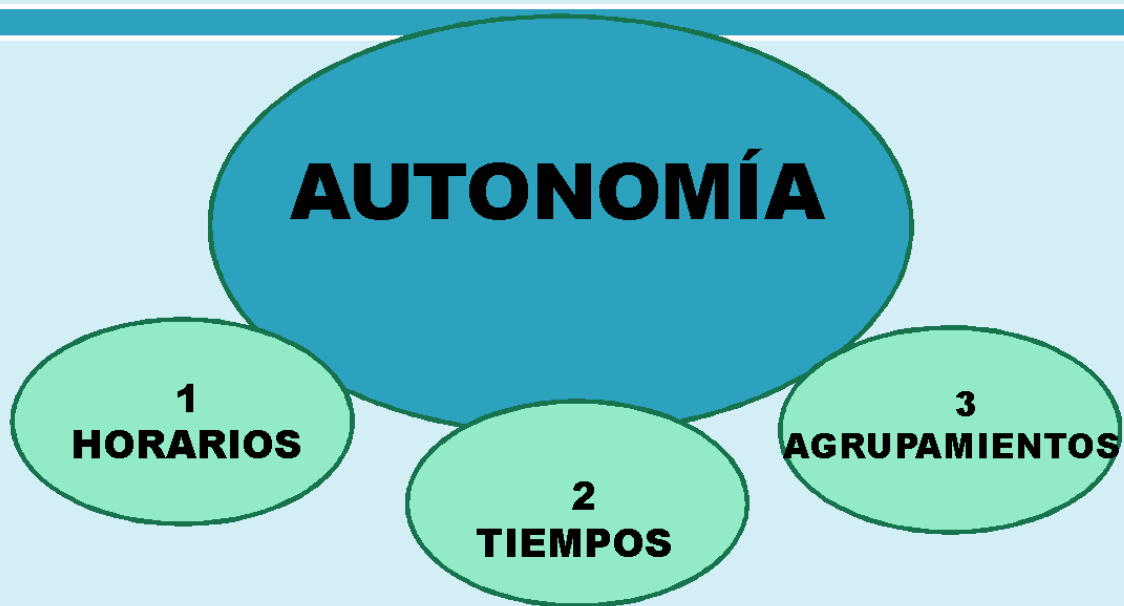 AUTONOMÍA
1
HORARIOS
2
TIEMPOS
3
AGRUPAMIENTOS